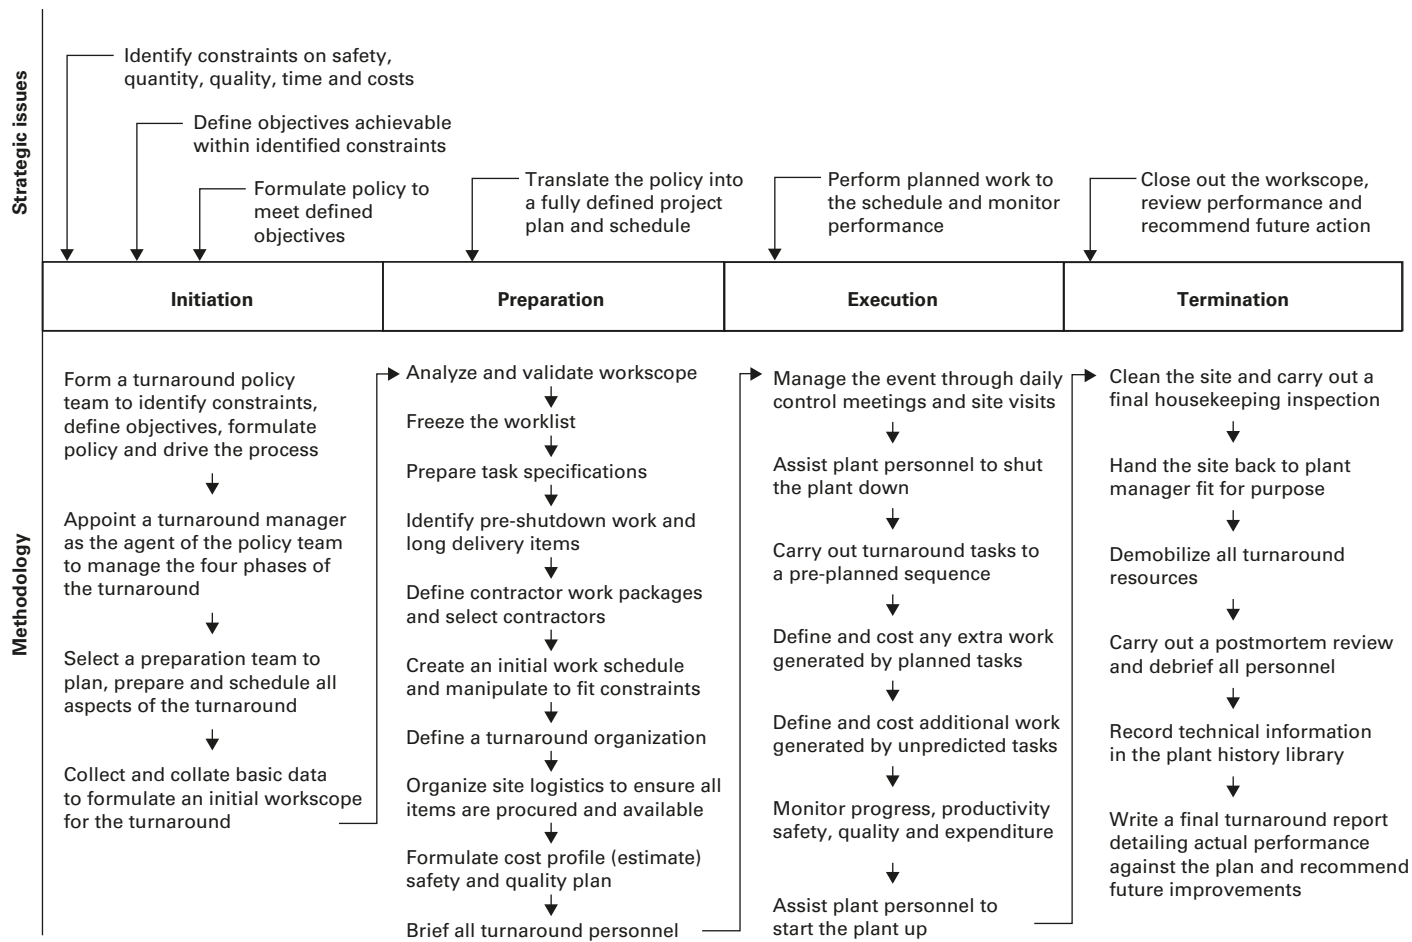 Strategic issues
Identify constraints on safety,
quantity, quality, time and costs
Define objectives achievable
within identified constraints
Formulate policy to
meet defined
objectives
Translate the policy into
a fully defined project
plan and schedule
Perform planned work to
the schedule and monitor
performance
Close out the workscope,
review performance and
recommend future action
Initiation
Preparation
Execution
Termination
Methodology
Form a turnaround policy
team to identify constraints,
define objectives, formulate
policy and drive the process
Appoint a turnaround manager
as the agent of the policy team
to manage the four phases of
the turnaround
Select a preparation team to
plan, prepare and schedule all
aspects of the turnaround
Collect and collate basic data
to formulate an initial workscope
for the turnaround
Analyze and validate workscope
Freeze the worklist
Prepare task specifications
Identify pre-shutdown work and
long delivery items
Define contractor work packages
and select contractors
Create an initial work schedule
and manipulate to fit constraints
Define a turnaround organization
Organize site logistics to ensure all
items are procured and available
Formulate cost profile (estimate)
safety and quality plan
Brief all turnaround personnel
Manage the event through daily
control meetings and site visits
Assist plant personnel to shut
the plant down
Carry out turnaround tasks to
a pre-planned sequence
Define and cost any extra work
generated by planned tasks
Define and cost additional work
generated by unpredicted tasks
Monitor progress, productivity
safety, quality and expenditure
Assist plant personnel to
start the plant up
Clean the site and carry out a
final housekeeping inspection
Hand the site back to plant
manager fit for purpose
Demobilize all turnaround
resources
Carry out a postmortem review
and debrief all personnel
Record technical information
in the plant history library
Write a final turnaround report
detailing actual performance
against the plan and recommend
future improvements